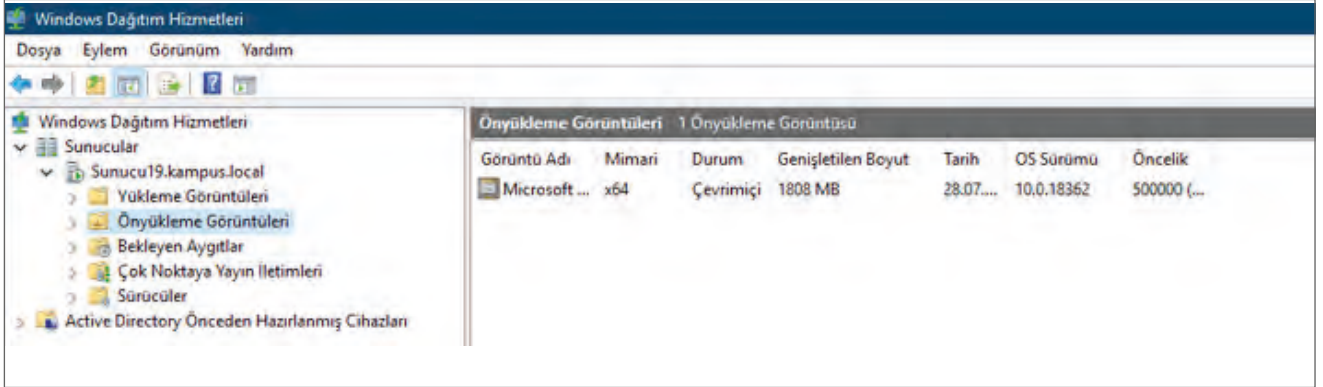 Windows Dağıtım Hizmetleri
Dosya Eylem Görünüm Yardım
Windows Dağıtım Hizmetleri
Sunucular
Sunucu19.kampus.local
Yükleme Görüntüleri
Önyükleme Görüntüleri
Bekleyen Aygıtlar
Çok Noktaya Yayın İletimleri
Sürücüler
Active Directory Önceden Hazırlanmış Cihazları
Önyükleme Görüntüleri 1 Önyükleme Görüntüsü
Görüntü Adı Mimari Durum Genişletilen Boyut Tarih OS Sürümü Öncelik
Microsoft ... x64 Çevrimiçi 1808 MB 28.07.... 10.0.18362 500000 (...